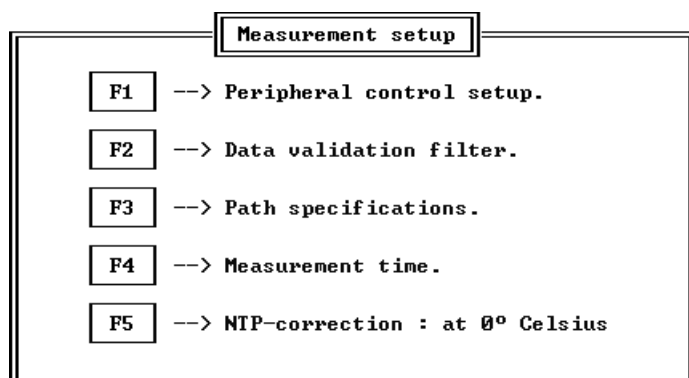 Measurement setup
F1 --> Peripheral control setup.
F2 --> Data validation filter.
F3 --> Path specifications.
F4 --> Measurement time.
F5 --> NTP-correction : at 0º Celsius